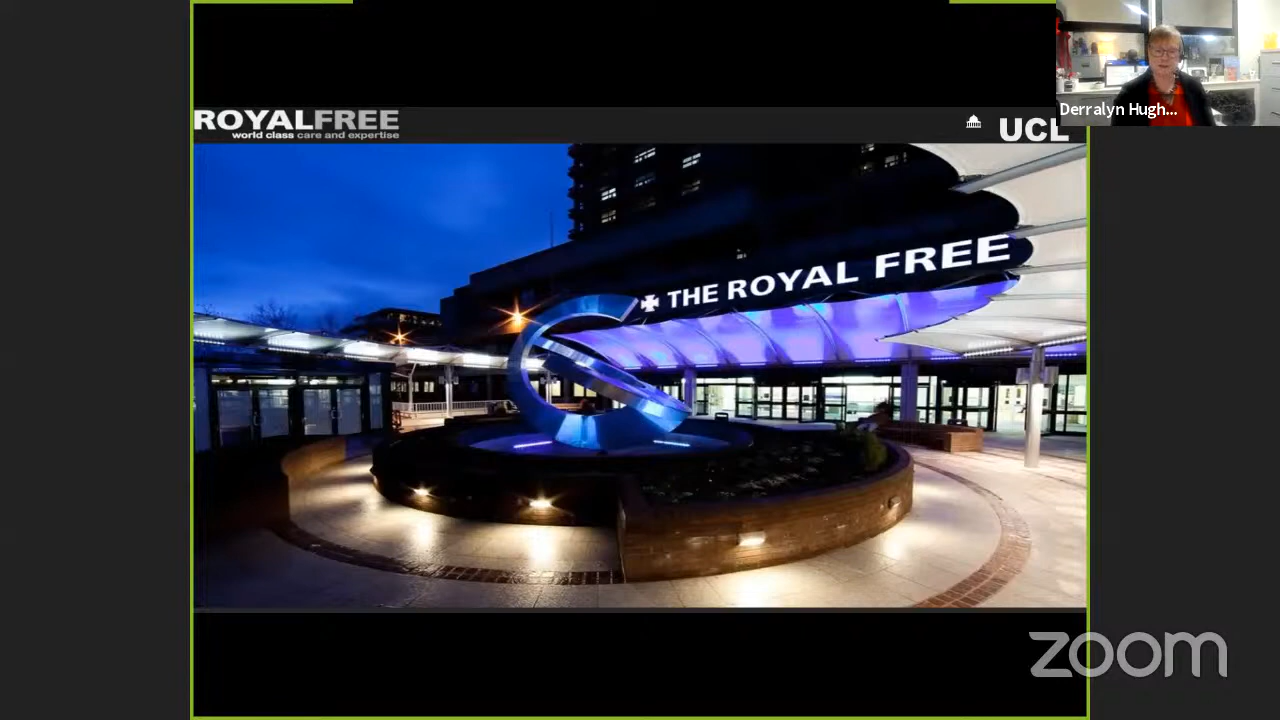 ROYALFREE
world class care and expertise
UCL
Derralyn Hugh...
THE ROYAL FREE
zoom